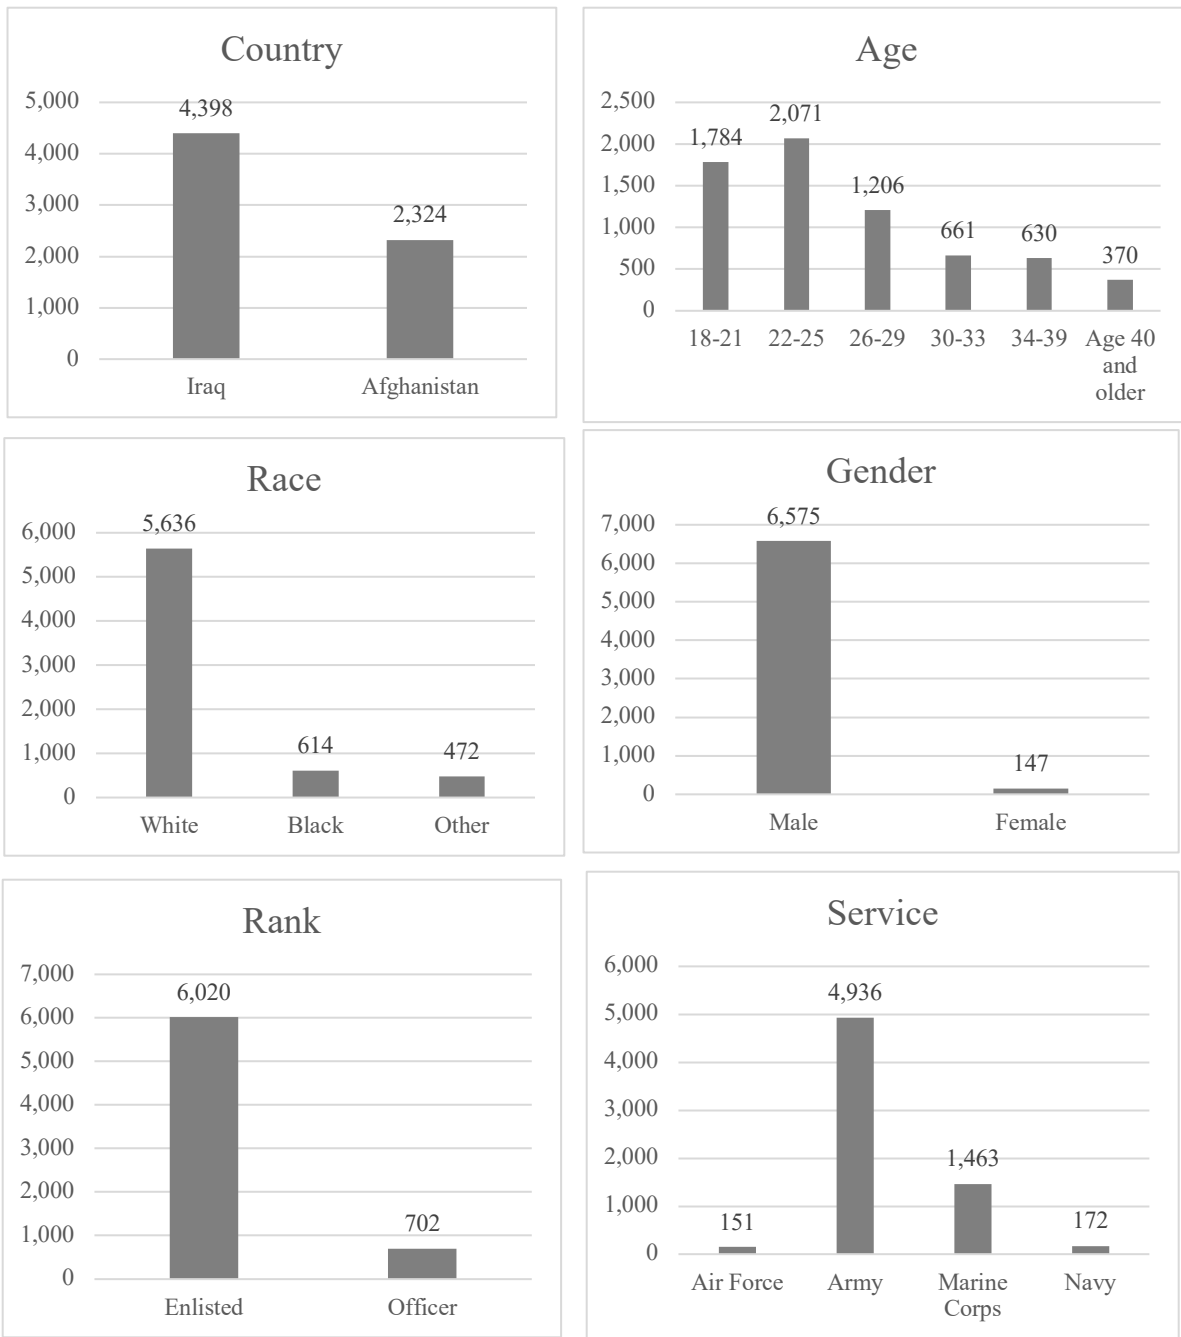 Country
5,000
4,000
3,000
2,000
1,000
0
4,398
2,324
Iraq
Afghanistan
Age
2,500
2,000
1,500
1,000
500
0
1,784
2,071
1,206
661
630
370
18-21
22-25
26-29
30-33
34-39
Age 40
and
older
Race
6,000
5,000
4,000
3,000
2,000
1,000
0
5,636
614
472
White
Black
Other
Gender
7,000
6,000
5,000
4,000
3,000
2,000
1,000
0
6,575
147
Male
Female
Rank
7,000
6,000
5,000
4,000
3,000
2,000
1,000
0
6,020
702
Enlisted
Officer
Service
6,000
5,000
4,000
3,000
2,000
1,000
0
151
4,936
1,463
172
Air Force
Army
Marine
Corps
Navy